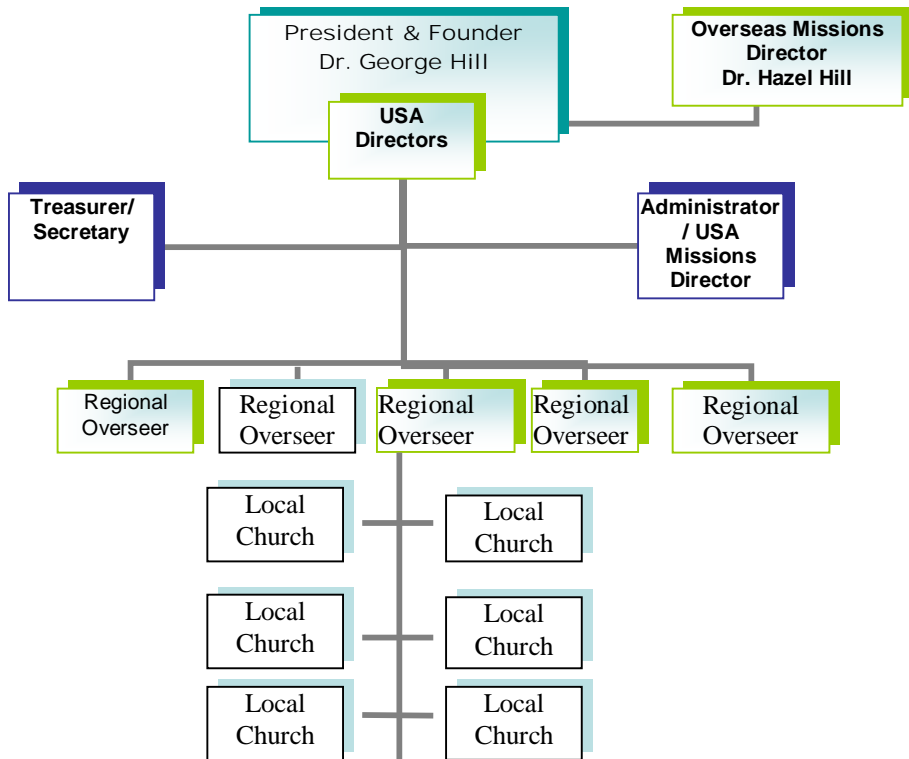 President & Founder
Dr. George Hill
Overseas Missions
Director
Dr. Hazel Hill
USA
Directors
Treasurer/
Secretary
Administrator
/ USA
Missions
Director
Regional
Overseer
Regional
Overseer
Regional
Overseer
Regional
Overseer
Regional
Overseer
Local
Church
Local
Church
Local
Church
Local
Church
Local
Church
Local
Church